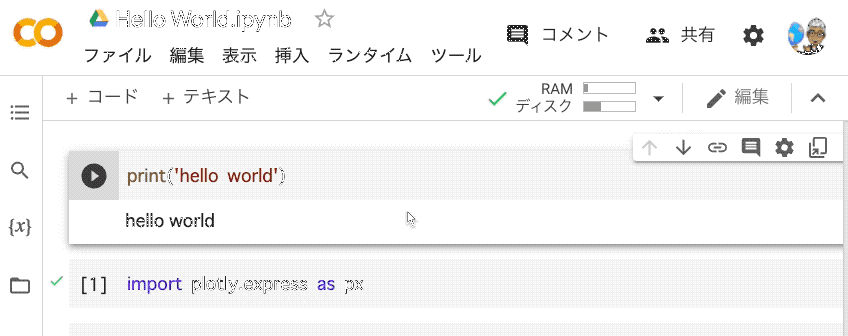 Hello World.ipynb
ファイル 編集 表示 挿入 ランタイム ツール
コメント 共有
+ コード + テキスト
RAM
ディスク
編集
print('hello world')
hello world
{x}
[1] import plotly.express as px